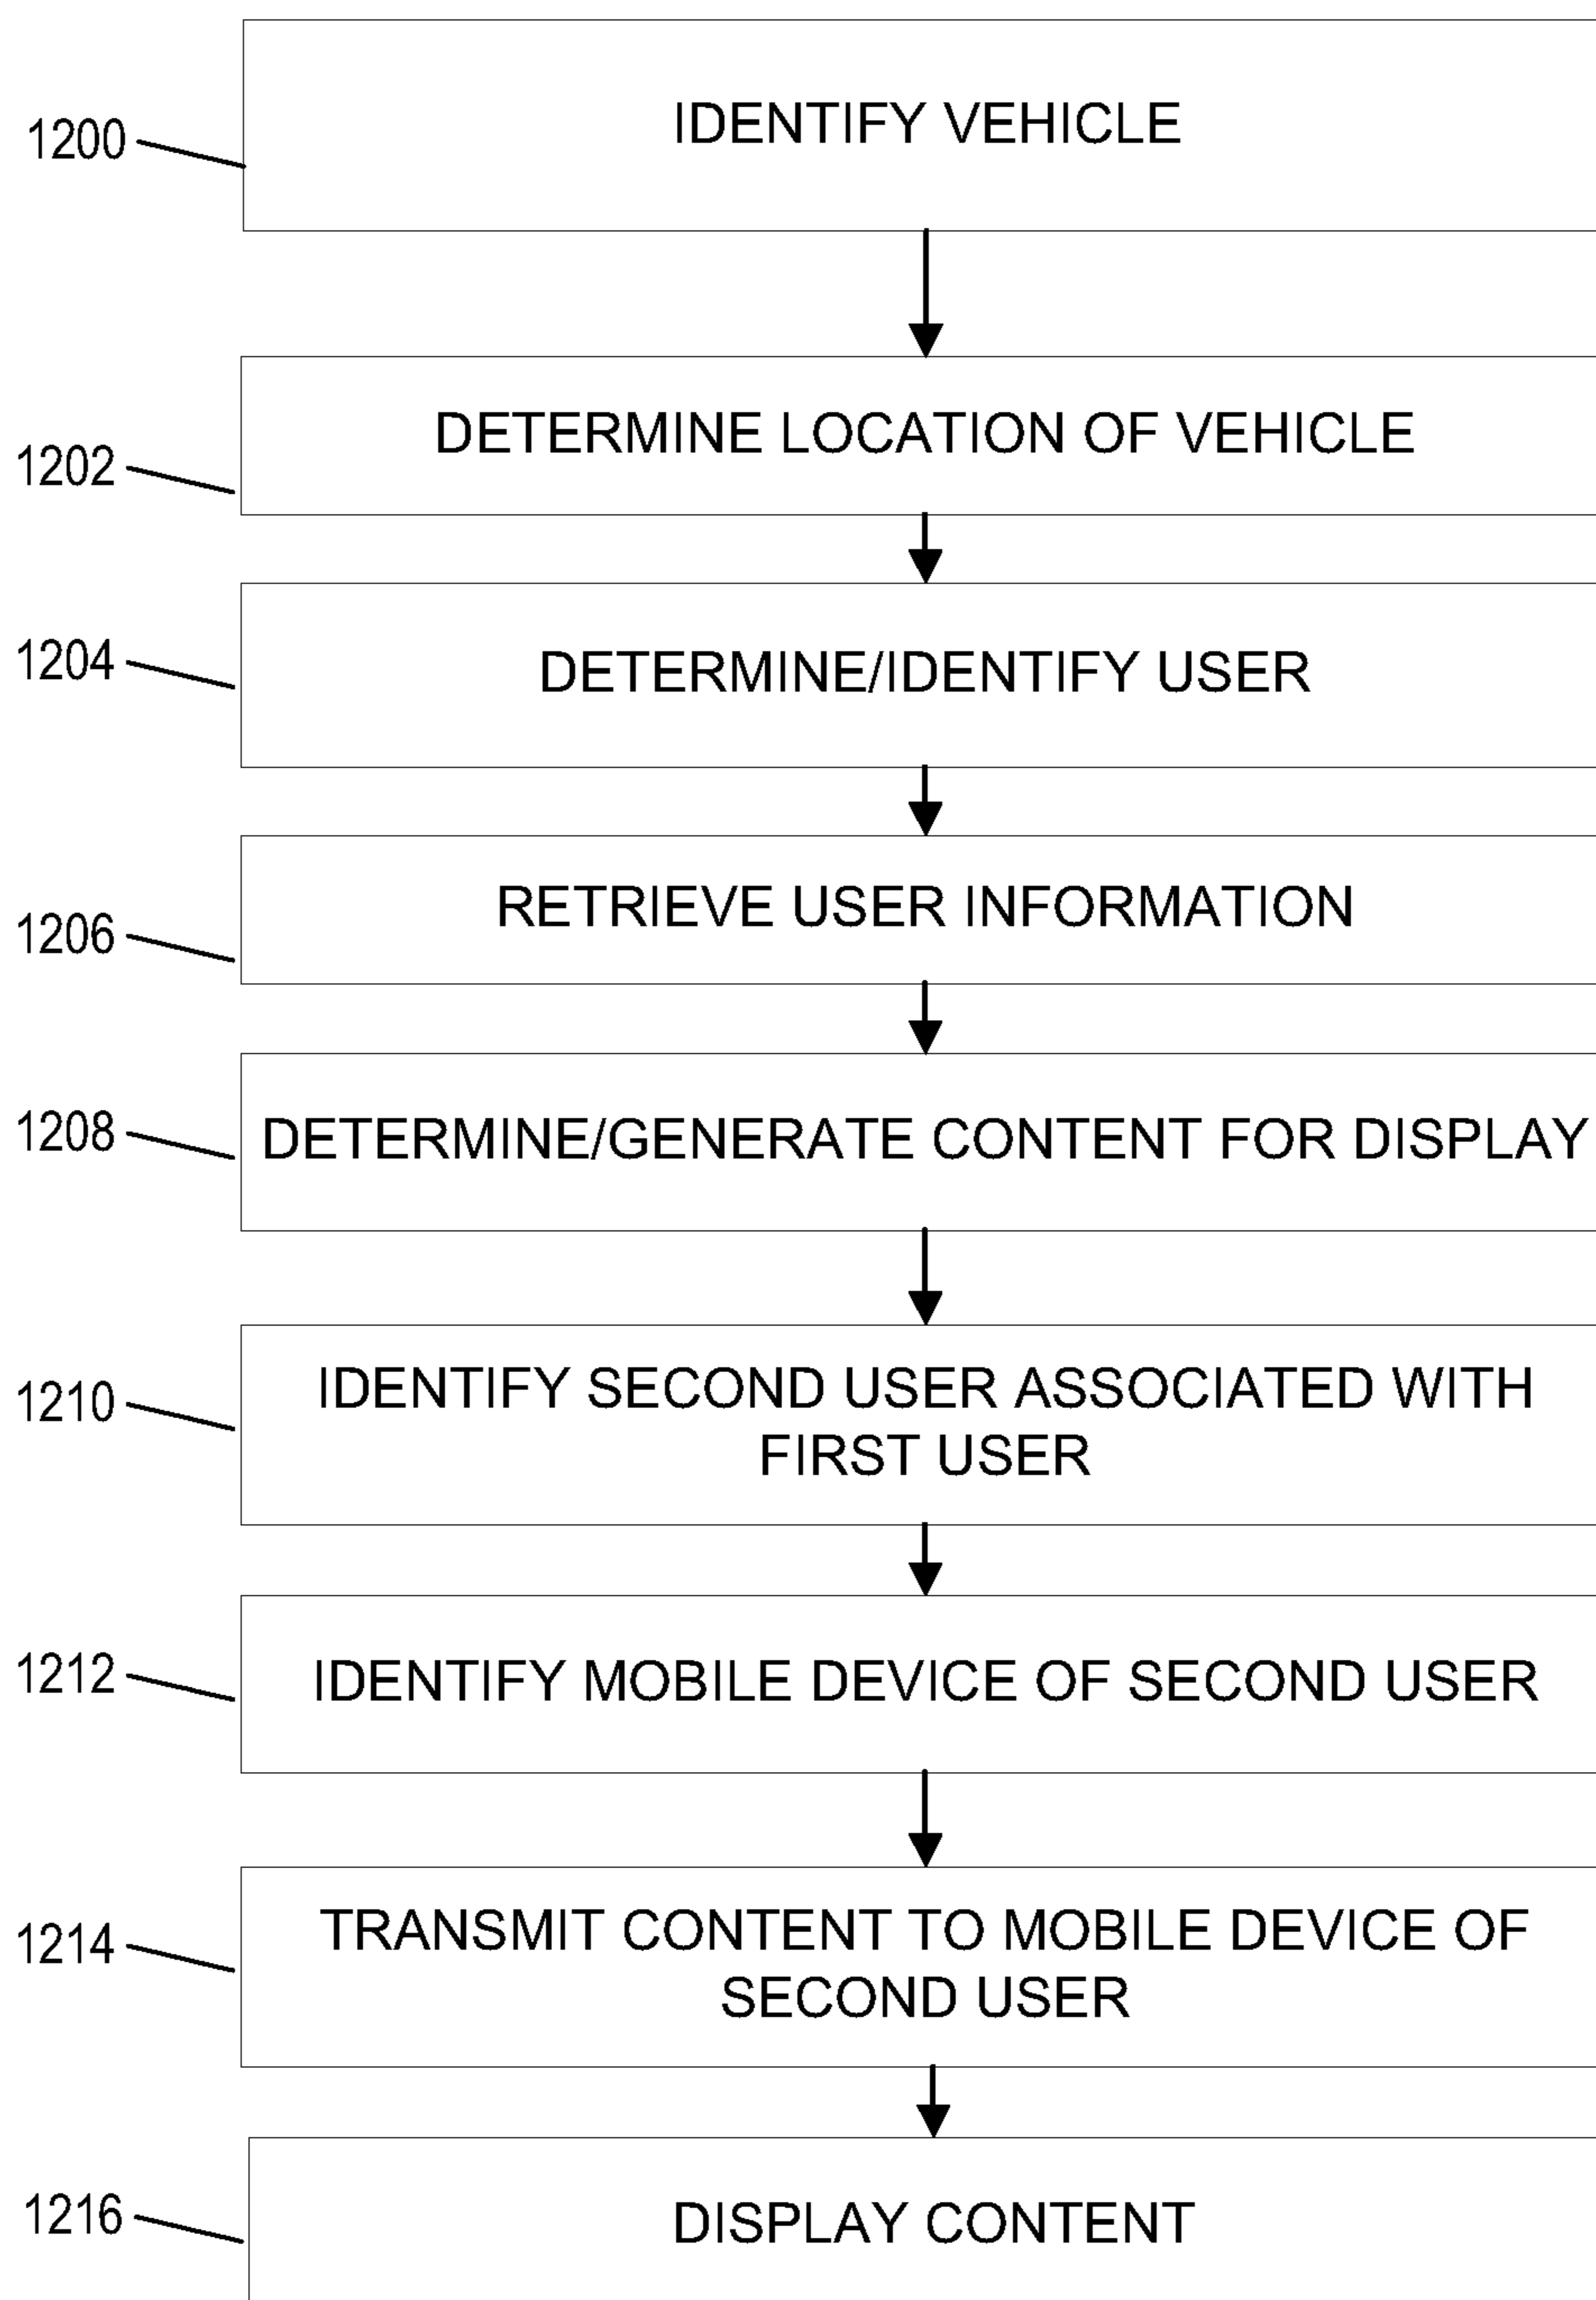 1200
IDENTIFY VEHICLE
1202
DETERMINE LOCATION OF VEHICLE
1204
DETERMINE/IDENTIFY USER
1206
RETRIEVE USER INFORMATION
1208
DETERMINE/GENERATE CONTENT FOR DISPLAY
1210
IDENTIFY SECOND USER ASSOCIATED WITH
FIRST USER
1212
IDENTIFY MOBILE DEVICE OF SECOND USER
1214
TRANSMIT CONTENT TO MOBILE DEVICE OF
SECOND USER
1216
DISPLAY CONTENT